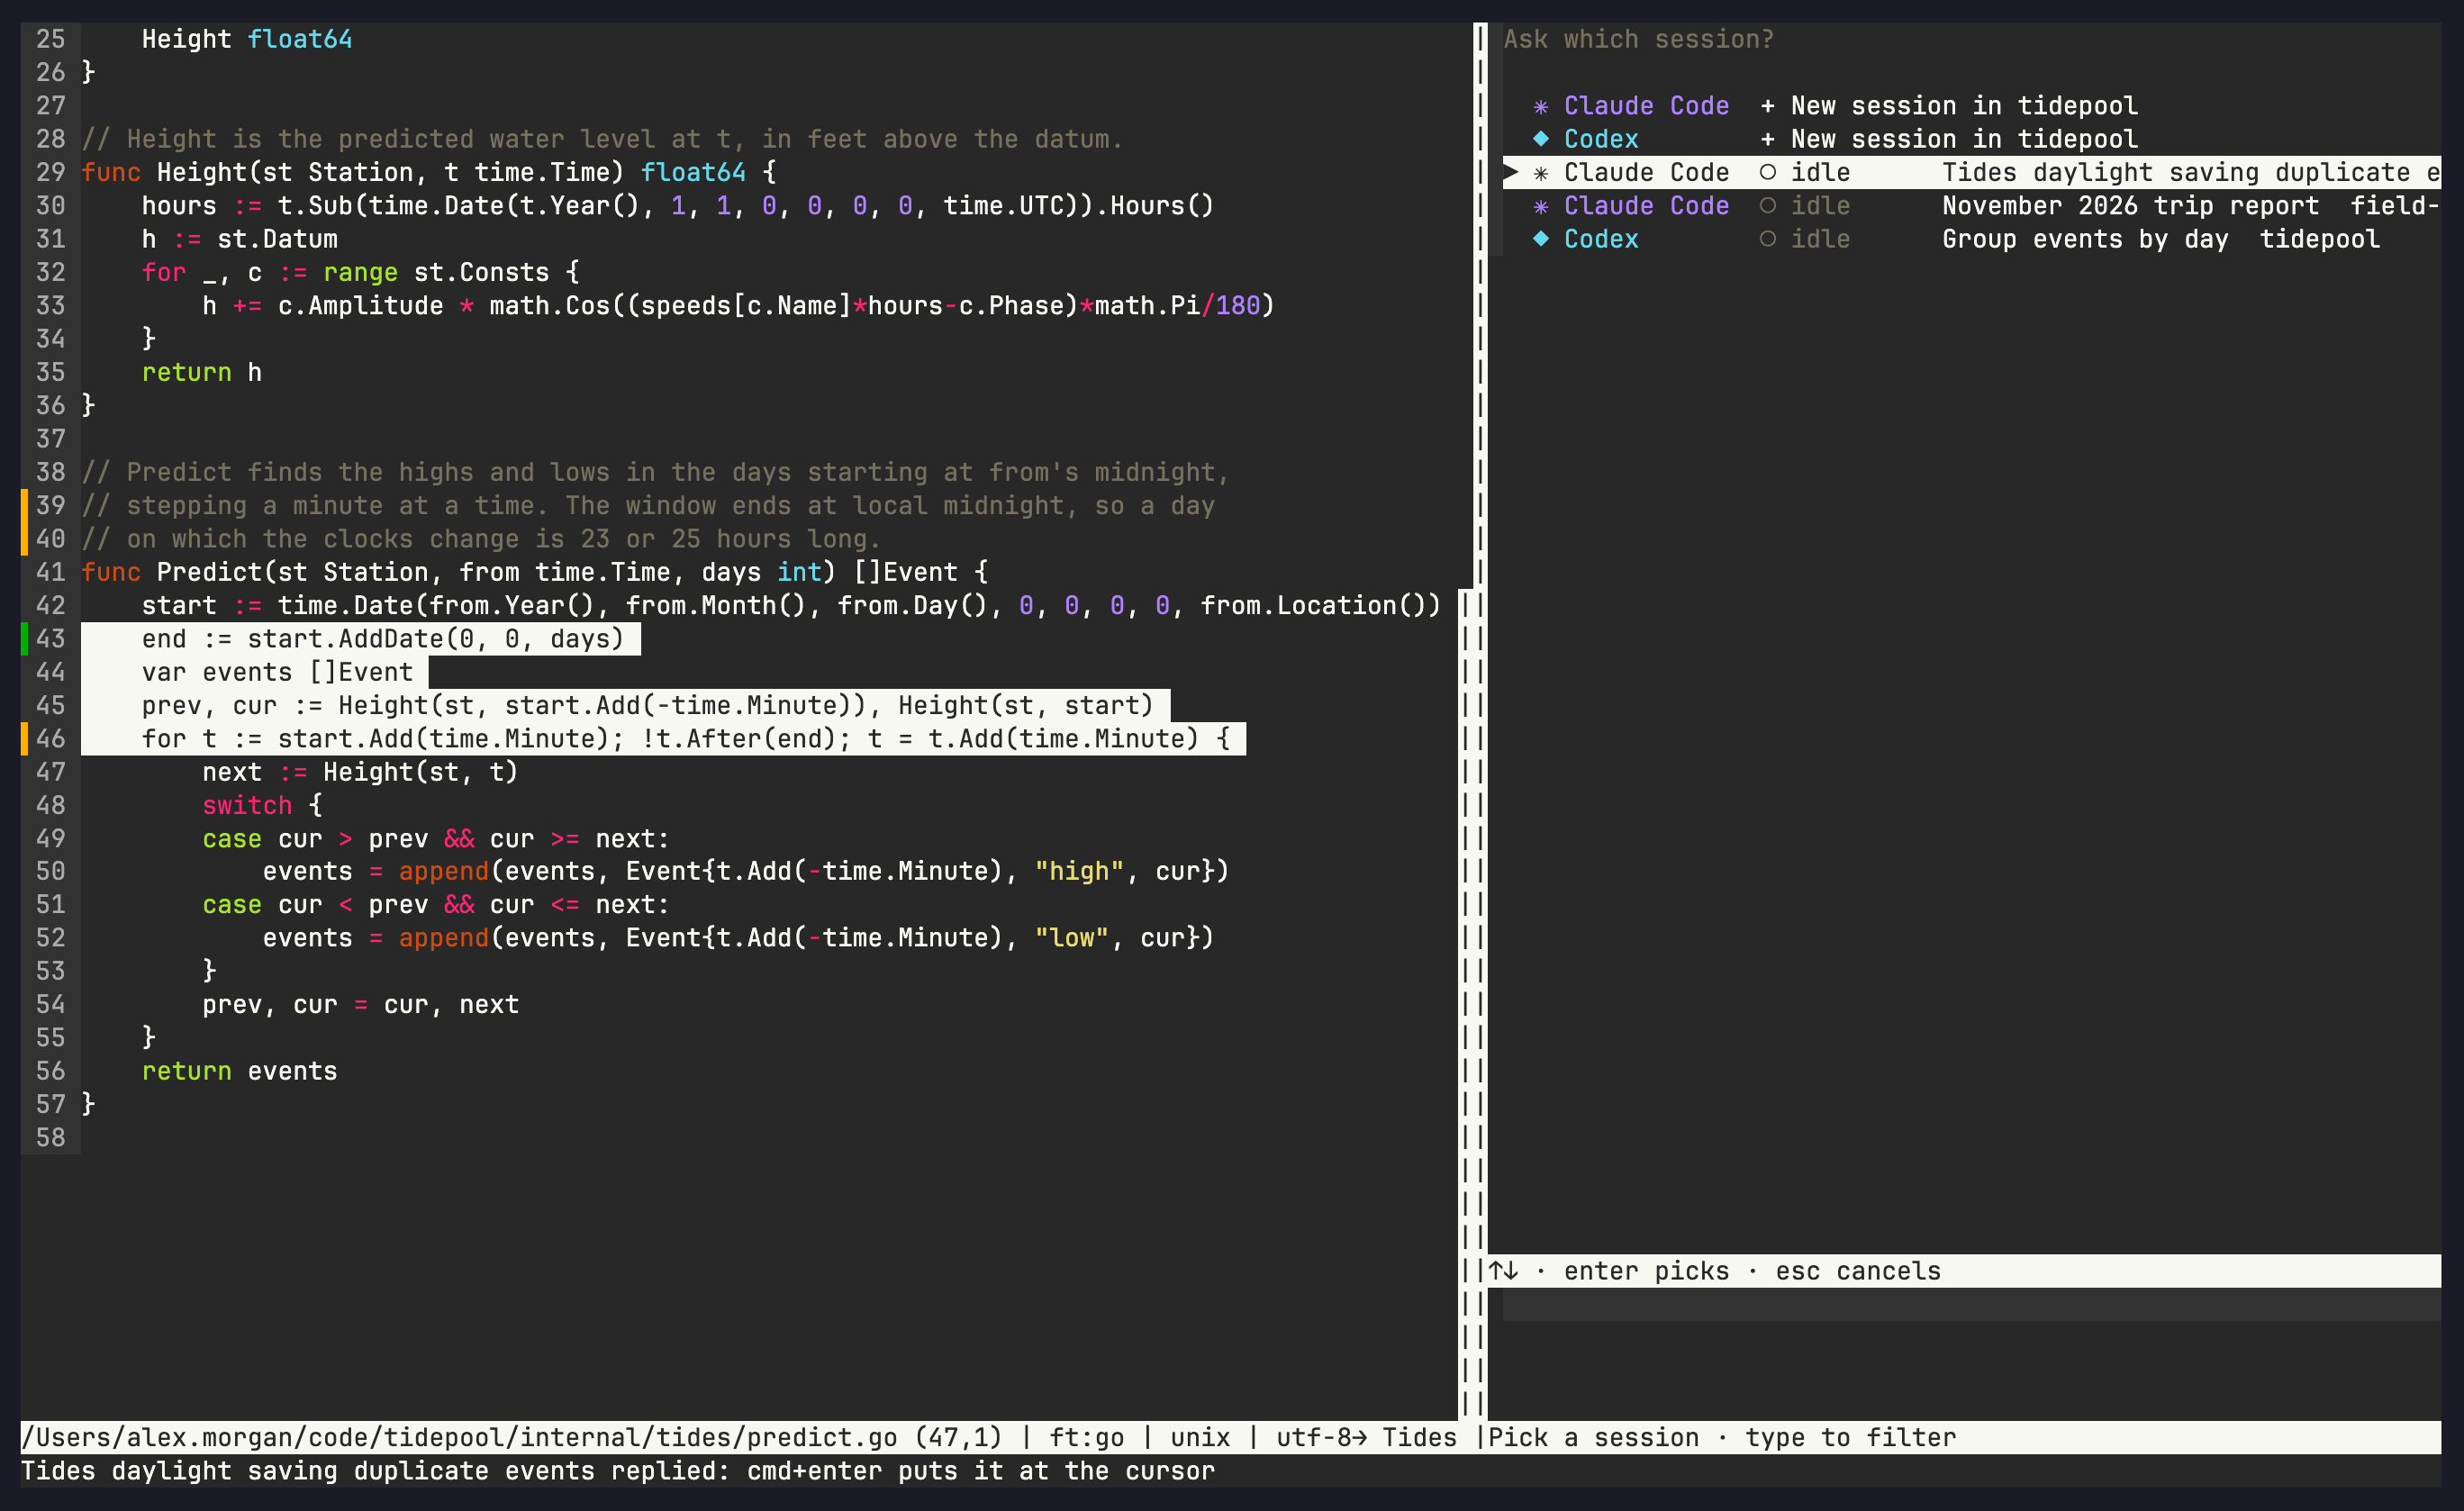 25     Height float64
26 }
27
28 // Height is the predicted water level at t, in feet above the datum.
29 func Height(st Station, t time.Time) float64 {
30     hours := t.Sub(time.Date(t.Year(), 1, 1, 0, 0, 0, 0, time.UTC)).Hours()
31     h := st.Datum
32     for _, c := range st.Consts {
33         h += c.Amplitude * math.Cos((speeds[c.Name]*hours-c.Phase)*math.Pi/180)
34     }
35     return h
36 }
37
38 // Predict finds the highs and lows in the days starting at from's midnight,
39 // stepping a minute at a time. The window ends at local midnight, so a day
40 // on which the clocks change is 23 or 25 hours long.
41 func Predict(st Station, from time.Time, days int) []Event {
42     start := time.Date(from.Year(), from.Month(), from.Day(), 0, 0, 0, 0, from.Location())
43     end := start.AddDate(0, 0, days)
44     var events []Event
45     prev, cur := Height(st, start.Add(-time.Minute)), Height(st, start)
46     for t := start.Add(time.Minute); !t.After(end); t = t.Add(time.Minute) {
47         next := Height(st, t)
48         switch {
49         case cur > prev && cur >= next:
50             events = append(events, Event{t.Add(-time.Minute), "high", cur})
51         case cur < prev && cur <= next:
52             events = append(events, Event{t.Add(-time.Minute), "low", cur})
53         }
54         prev, cur = cur, next
55     }
56     return events
57 }
58
/Users/alex.morgan/code/tidepool/internal/tides/predict.go (47,1) | ft:go | unix | utf-8→ Tides
Ask which session?
✳ Claude Code  + New session in tidepool
◆ Codex        + New session in tidepool
▶ ✳ Claude Code  ○ idle      Tides daylight saving duplicate e
✳ Claude Code  ○ idle      November 2026 trip report  field-
◆ Codex        ○ idle      Group events by day  tidepool
↑↓ · enter picks · esc cancels
Pick a session · type to filter
Tides daylight saving duplicate events replied: cmd+enter puts it at the cursor